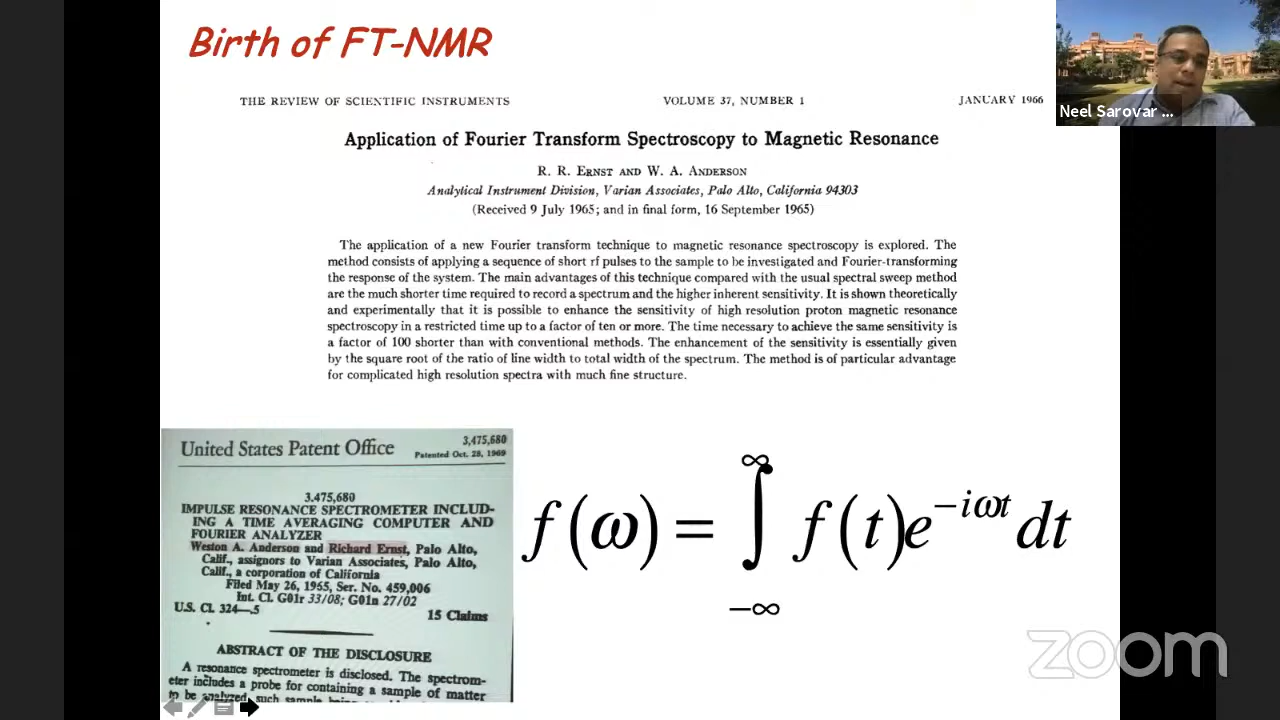 Birth of FT-NMR
THE REVIEW OF SCIENTIFIC INSTRUMENTS VOLUME 37, NUMBER 1 JANUARY 1966
Application of Fourier Transform Spectroscopy to Magnetic Resonance
R. R. ERNST AND W. A. ANDERSON
Analytical Instrument Division, Varian Associates, Palo Alto, California 94303
(Received 9 July 1965; and in final form, 16 September 1965)
The application of a new Fourier transform technique to magnetic resonance spectroscopy is explored. The
method consists of applying a sequence of short rf pulses to the sample to be investigated and Fourier-transforming
the response of the system. The main advantages of this technique compared with the usual spectral sweep method
are the much shorter time required to record a spectrum and the higher inherent sensitivity. It is shown theoretically
and experimentally that it is possible to enhance the sensitivity of high resolution proton magnetic resonance
spectroscopy in a restricted time up to a factor of ten or more. The time necessary to achieve the same sensitivity is
a factor of 100 shorter than with conventional methods. The enhancement of the sensitivity is essentially given
by the square root of the ratio of line width to total width of the spectrum. The method is of particular advantage
for complicated high resolution spectra with much fine structure.
Neel Sarovar ...
United States Patent Office 3,475,680
Patented Oct. 28, 1969
3,475,680
IMPULSE RESONANCE SPECTROMETER INCLUD-
ING A TIME AVERAGING COMPUTER AND
FOURIER ANALYZER
Weston A. Anderson and Richard Ernst, Palo Alto,
Calif., assignors to Varian Associates, Palo Alto,
Calif., a corporation of California
Filed May 26, 1965, Ser. No. 459,006
Int. Cl. G01r 33/08; G01n 27/02
U.S. Cl. 324—.5 15 Claims
ABSTRACT OF THE DISCLOSURE
A resonance spectrometer is disclosed. The spectrom-
eter includes a probe for containing a sample of matter
to be analyzed, such sample being
f(ω) = ∫_{-∞}^{∞} f(t)e^{-iωt} dt
zoom